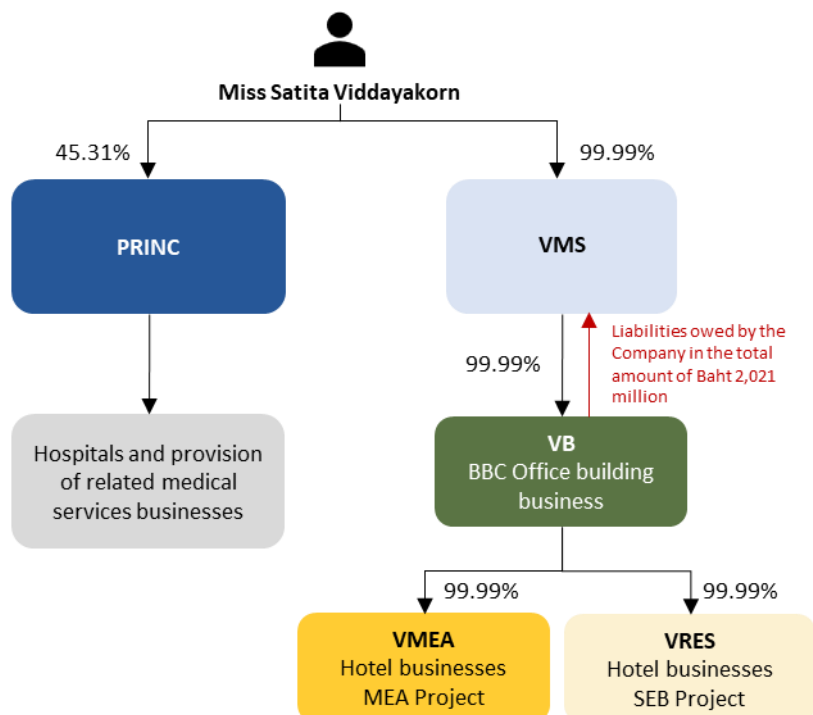 Miss Satita Viddayakorn
45.31%
99.99%
PRINC
VMS
Liabilities owed by the
Company in the total
amount of Baht 2,021
million
99.99%
Hospitals and provision
of related medical
services businesses
VB
BBC Office building
business
99.99%
99.99%
VMEA
Hotel businesses
MEA Project
VRES
Hotel businesses
SEB Project